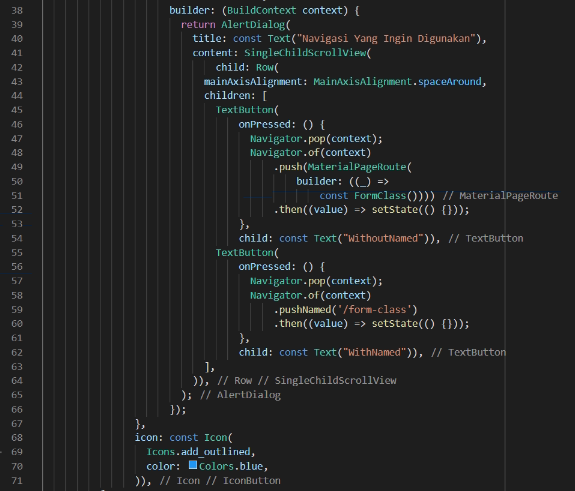 38 builder: (BuildContext context) {
39 return AlertDialog(
40 title: const Text("Navigasi Yang Ingin Digunakan"),
41 content: SingleChildScrollView(
42 child: Row(
43 mainAxisAlignment: MainAxisAlignment.spaceAround,
44 children: [
45 TextButton(
46 onPressed: () {
47 Navigator.pop(context);
48 Navigator.of(context)
49 .push(MaterialPageRoute(
50 builder: ((_) =>
51 const FormClass()))) // MaterialPageRoute
52 .then((value) => setState(() {}));
53 },
54 child: const Text("WithoutNamed")), // TextButton
55 TextButton(
56 onPressed: () {
57 Navigator.pop(context);
58 Navigator.of(context)
59 .pushNamed('/form-class')
60 .then((value) => setState(() {}));
61 },
62 child: const Text("WithNamed")), // TextButton
63 ],
64 )), // Row // SingleChildScrollView
65 ); // AlertDialog
66 });
67 },
68 icon: const Icon(
69 Icons.add_outlined,
70 color: Colors.blue,
71 )), // Icon // IconButton